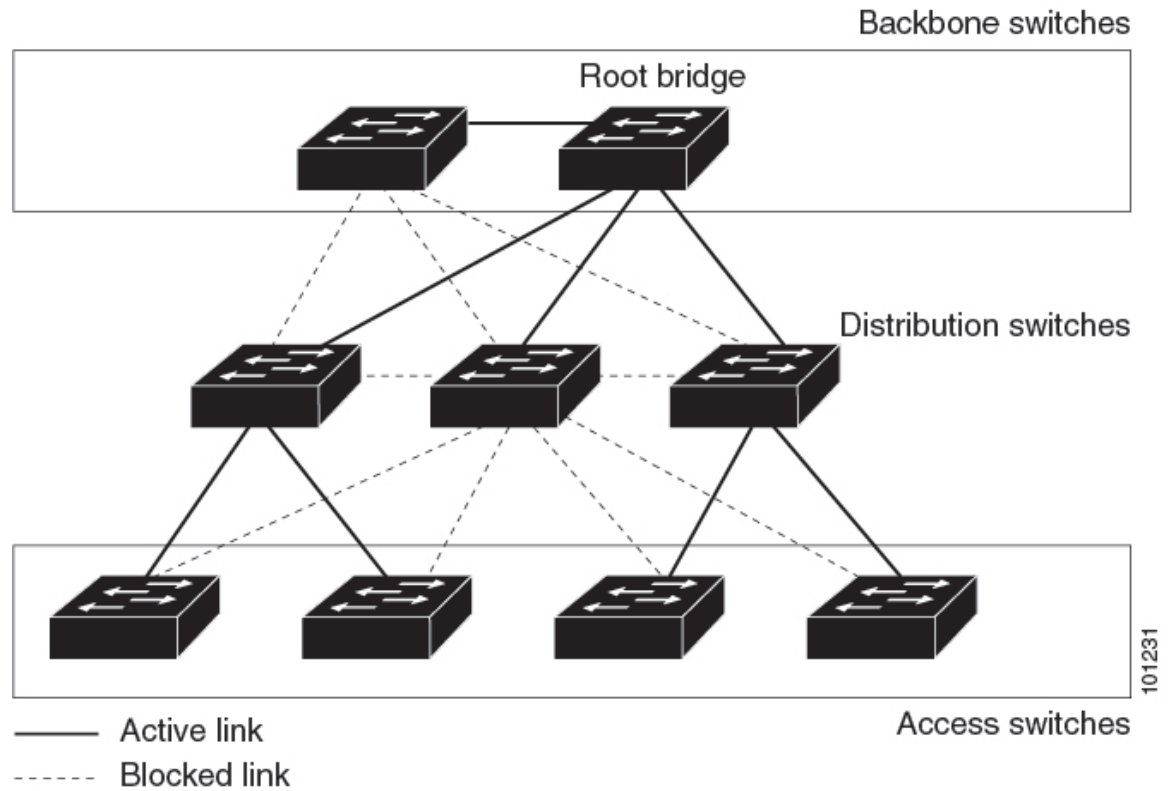 Backbone switches
Root bridge
Distribution switches
101231
Access switches
Active link
Blocked link